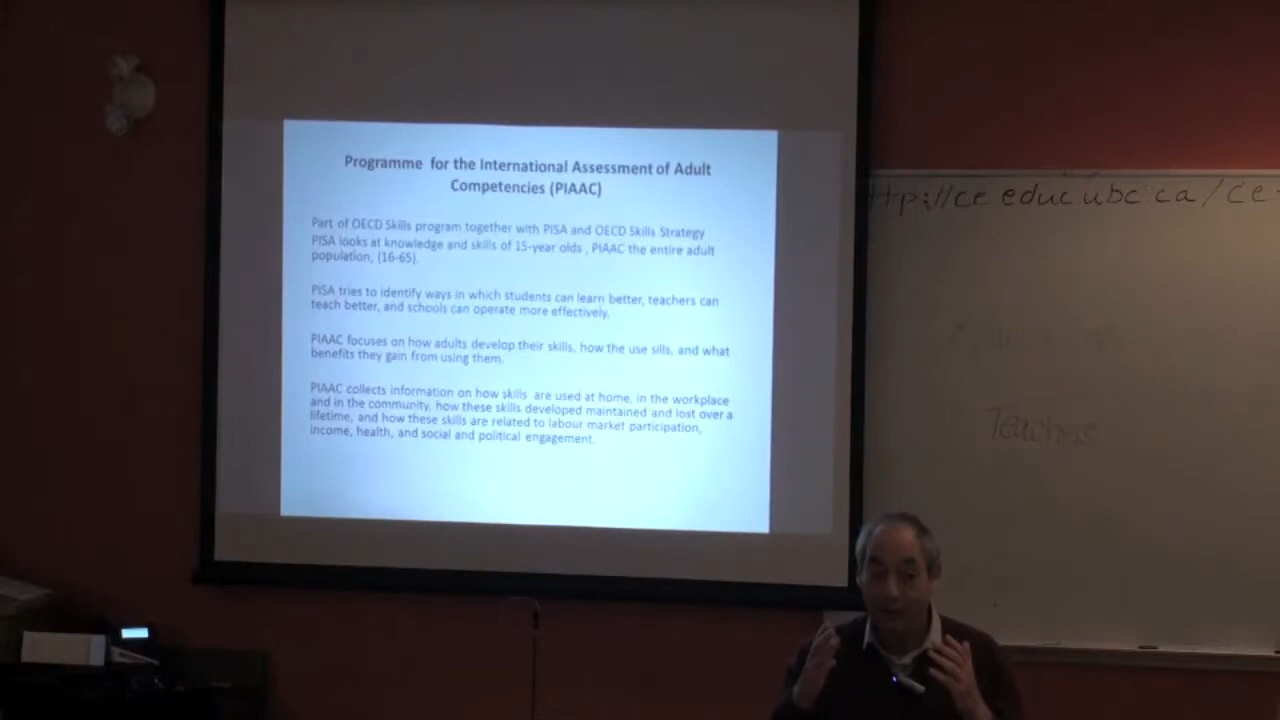 Programme for the International Assessment of Adult
Competencies (PIAAC)
Part of OECD Skills program together with PISA and OECD Skills Strategy
PISA looks at knowledge and skills of 15-year olds , PIAAC the entire adult
population, (16-65).
PISA tries to identify ways in which students can learn better, teachers can
teach better, and schools can operate more effectively.
PIAAC focuses on how adults develop their skills, how the use sills, and what
benefits they gain from using them.
PIAAC collects information on how skills are used at home, in the workplace
and in the community, how these skills developed maintained and lost over a
lifetime, and how these skills are related to labour market participation,
income, health, and social and political engagement.
ttp://ce educ ubc ca/ce
Teachers